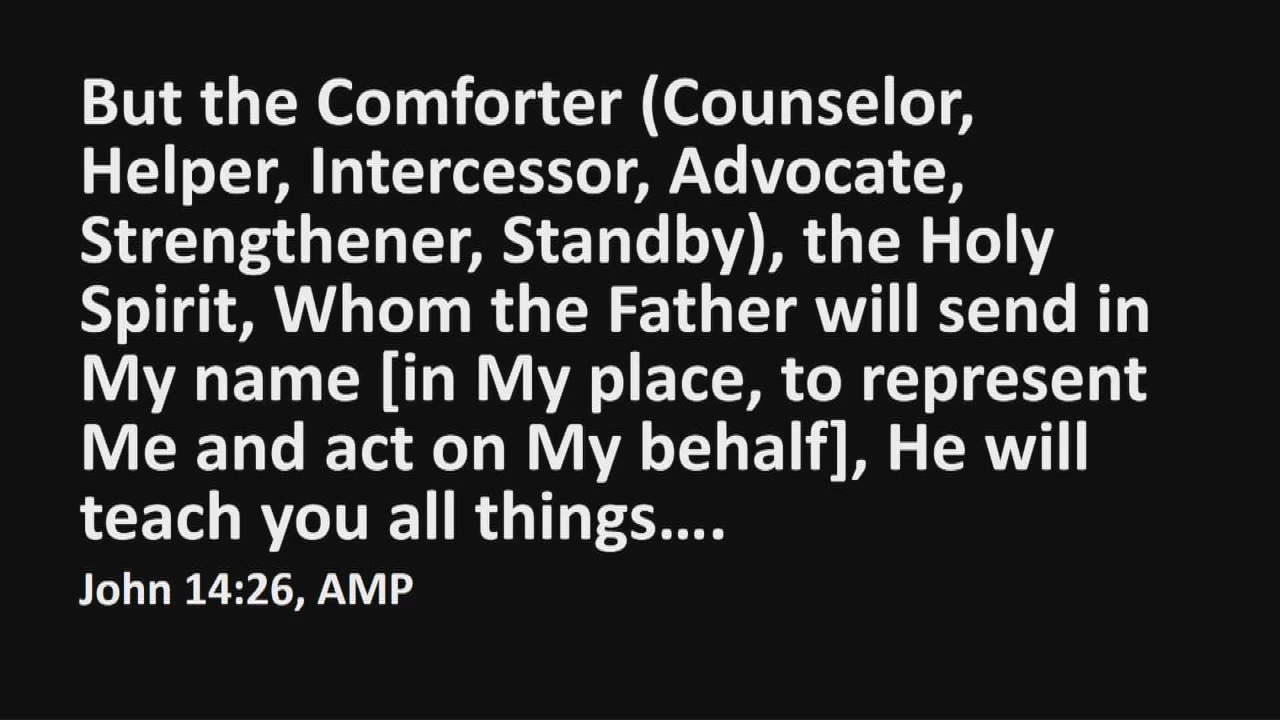 But the Comforter (Counselor,
Helper, Intercessor, Advocate,
Strengthener, Standby), the Holy
Spirit, Whom the Father will send in
My name [in My place, to represent
Me and act on My behalf], He will
teach you all things....
John 14:26, AMP